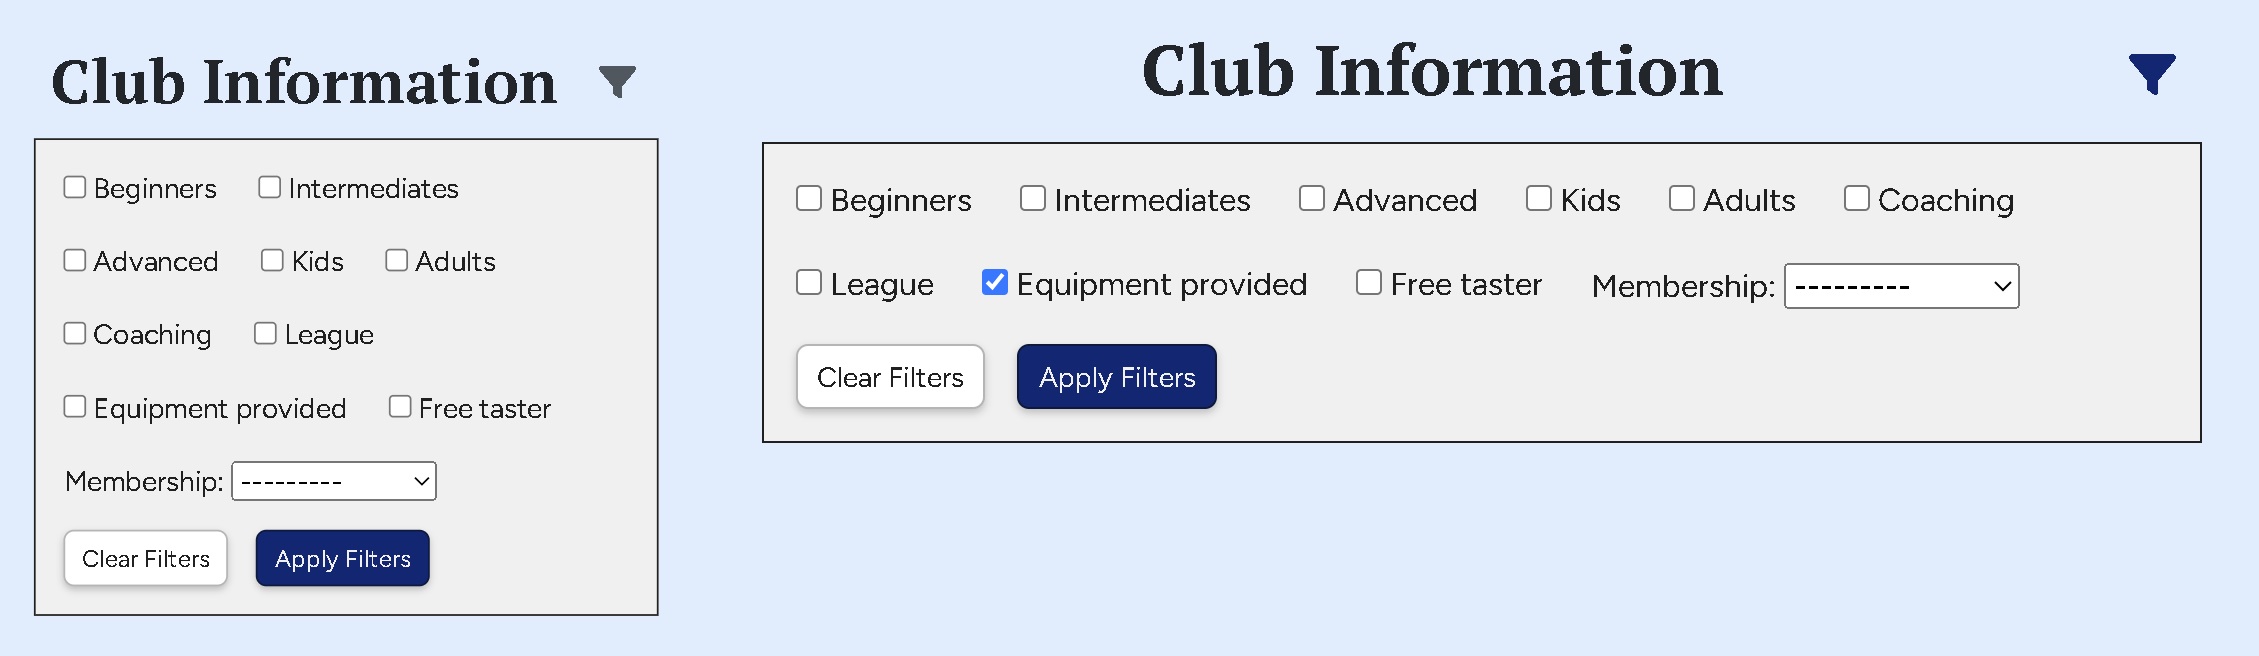 Club Information
Beginners Intermediates
Advanced Kids Adults
Coaching League
Equipment provided Free taster
Membership: ---------
Clear Filters Apply Filters
Club Information
Beginners Intermediates Advanced Kids Adults Coaching
League Equipment provided Free taster Membership: ---------
Clear Filters Apply Filters